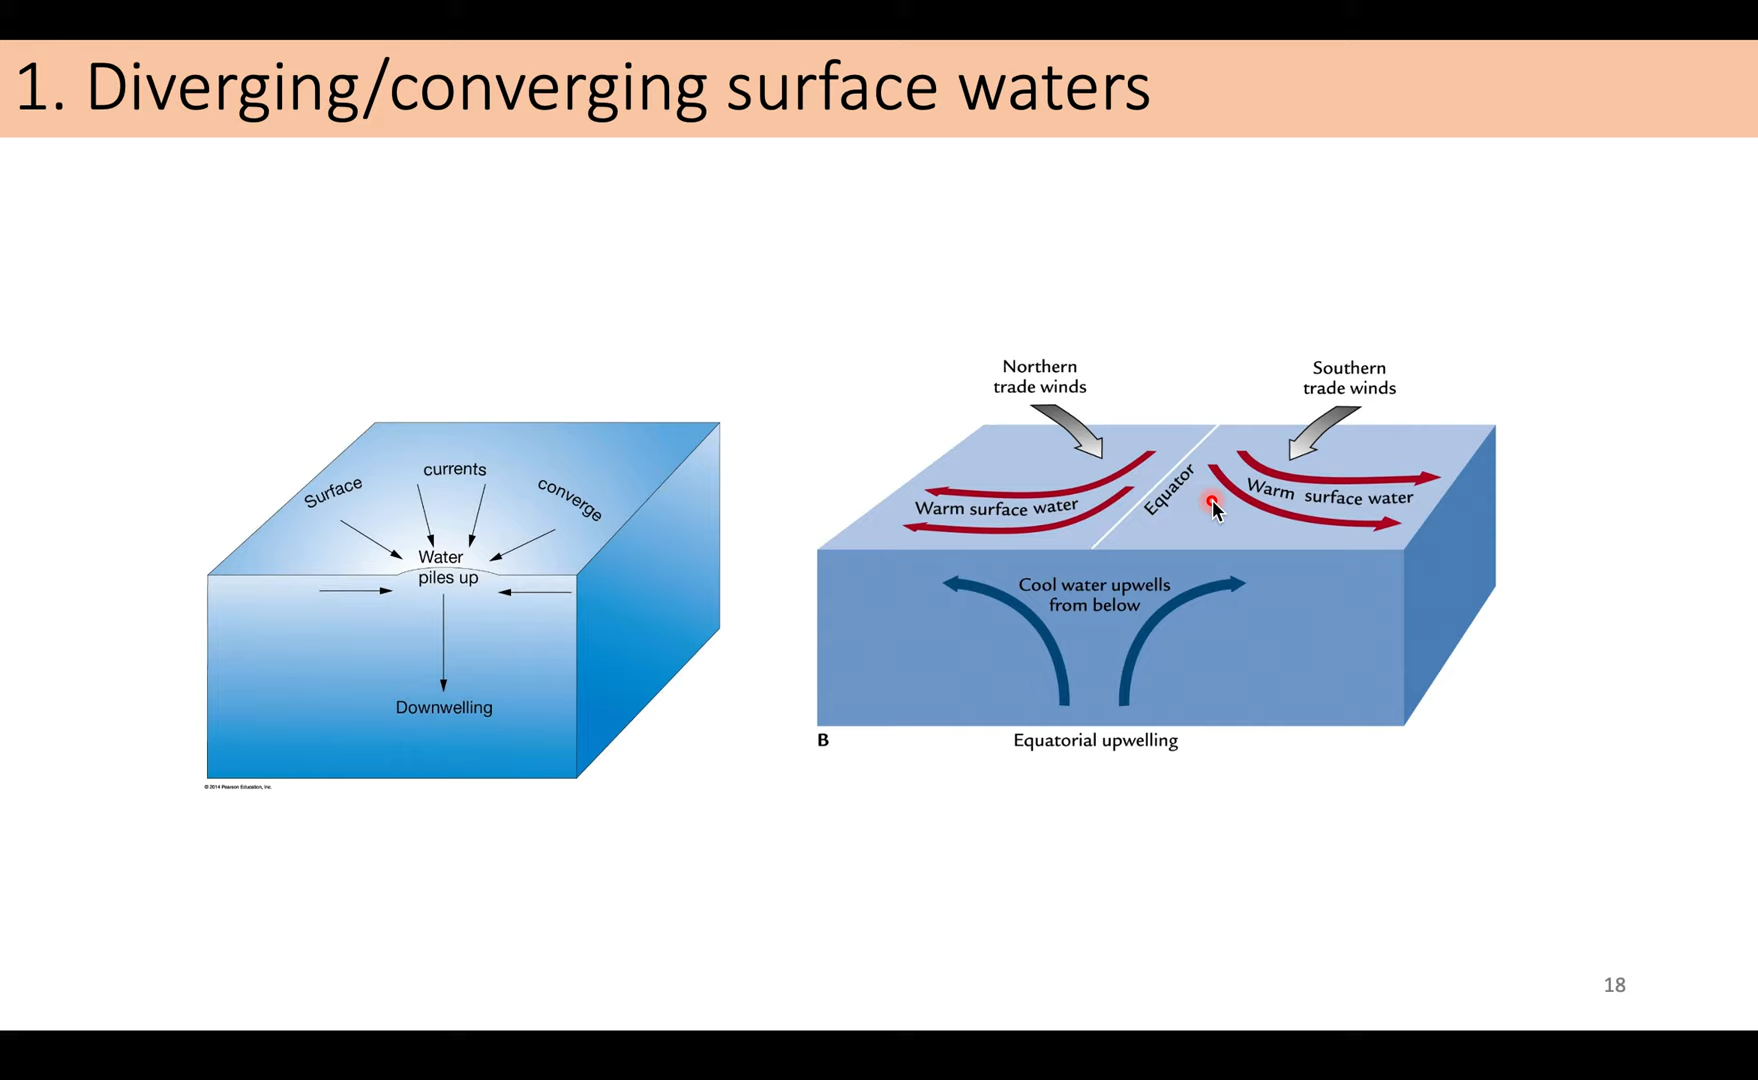 1. Diverging/converging surface waters
Surface
currents
converge
Water
piles up
Downwelling
© 2014 Pearson Education, Inc.
Northern
trade winds
Southern
trade winds
Warm surface water
Equator
Warm surface water
Cool water upwells
from below
B
Equatorial upwelling
18